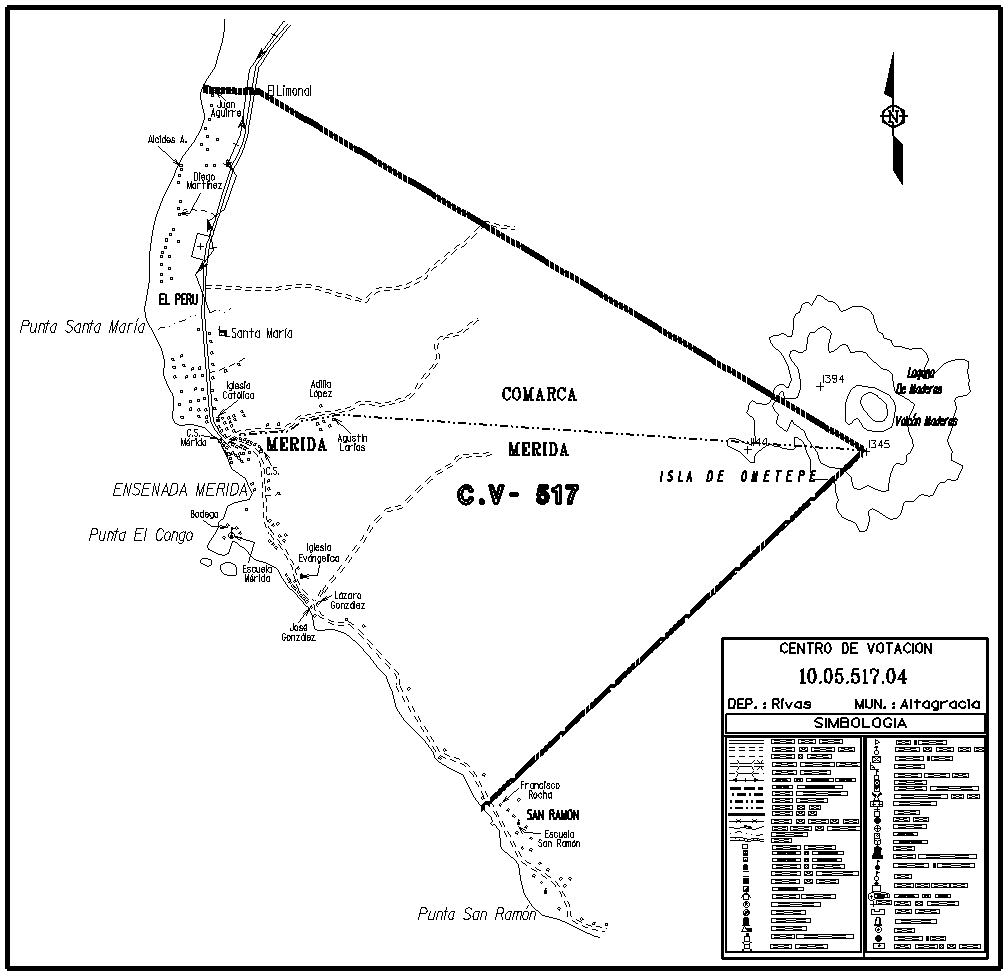 El Limonal
Juan
Aguirre
N
Alcides A.
Diego
Martínez
EL PERU
Punta Santa María
Santa María
1394
Laguna
De Maderas
Volcán Maderas
Iglesia
Católica
Adilia
López
COMARCA
C.S.
Mérida
MERIDA
Agustín
Larías
MERIDA
1345
C.S.
ISLA DE OMETEPE
ENSENADA MERIDA
C.V- 517
Bodega
Punta El Congo
Iglesia
Evangelica
Escuela
Mérida
Lázaro
González
José
González
CENTRO DE VOTACION
10.05.517.04
DEP.: Rivas MUN.: Altagracia
SIMBOLOGIA
Francisco
Rocha
SAN RAMÓN
Escuela
San Ramón
Punta San Ramón